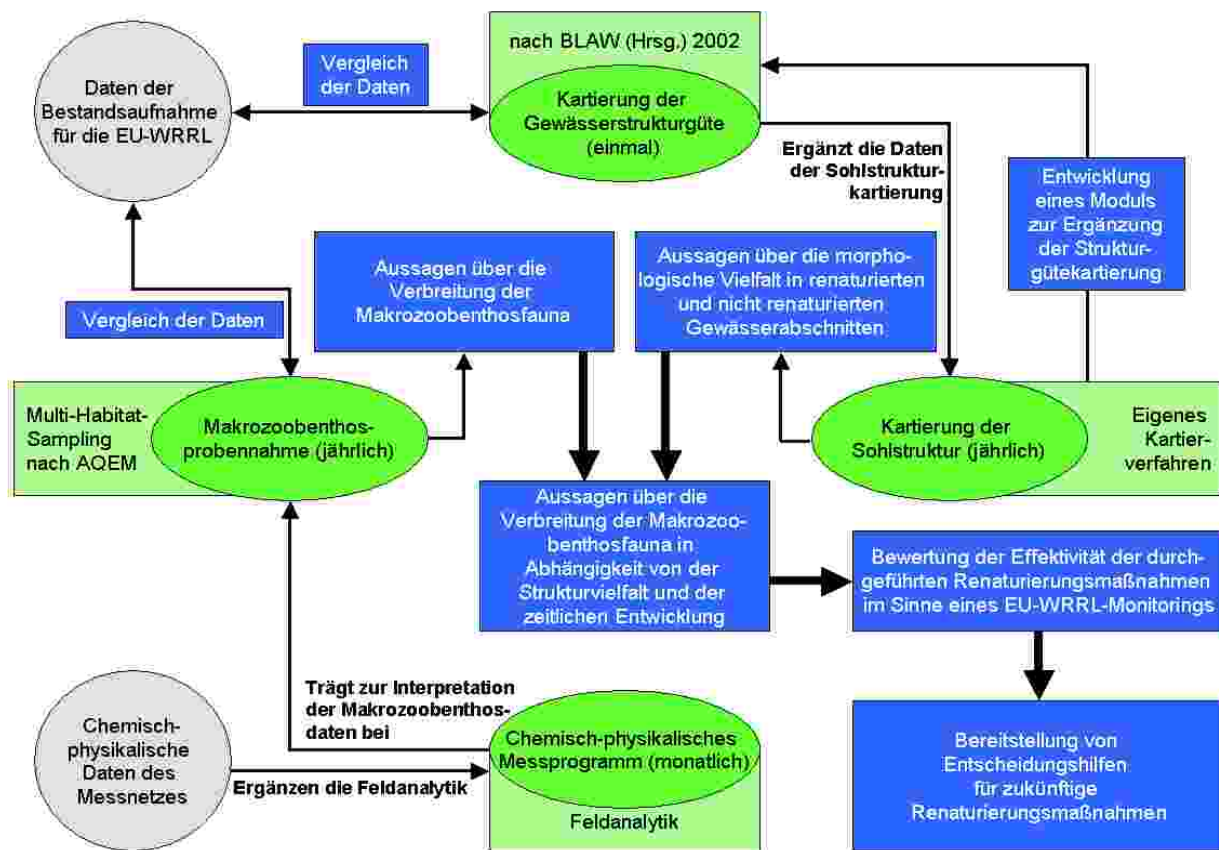 nach BLAW (Hrsg.) 2002
Vergleich
der Daten
Daten der
Bestandsaufnahme
für die EU-WRRL
Kartierung der
Gewässerstrukturgüte
(einmal)
Ergänzt die Daten
der Sohlstruktur-
kartierung
Entwicklung
eines Moduls
zur Ergänzung
der Struktur-
gütekartierung
Aussagen über die
Verbreitung der
Makrozoobenthosfauna
Aussagen über die morpho-
logische Vielfalt in renaturierten
und nicht renaturierten
Gewässerabschnitten
Vergleich der Daten
Multi-Habitat-
Sampling
nach AQEM
Makrozoobenthos-
probennahme (jährlich)
Kartierung der
Sohlstruktur (jährlich)
Eigenes
Kartier-
verfahren
Aussagen über die
Verbreitung der Makrozoo-
benthosfauna in
Abhängigkeit von der
Strukturvielfalt und der
zeitlichen Entwicklung
Bewertung der Effektivität der durch-
geführten Renaturierungsmaßnahmen
im Sinne eines EU-WRRL-Monitorings
Trägt zur Interpretation
der Makrozoobenthos-
daten bei
Chemisch-
physikalische
Daten des
Messnetzes
Ergänzen die Feldanalytik
Chemisch-physikalisches
Messprogramm (monatlich)
Feldanalytik
Bereitstellung von
Entscheidungshilfen
für zukünftige
Renaturierungsmaßnahmen